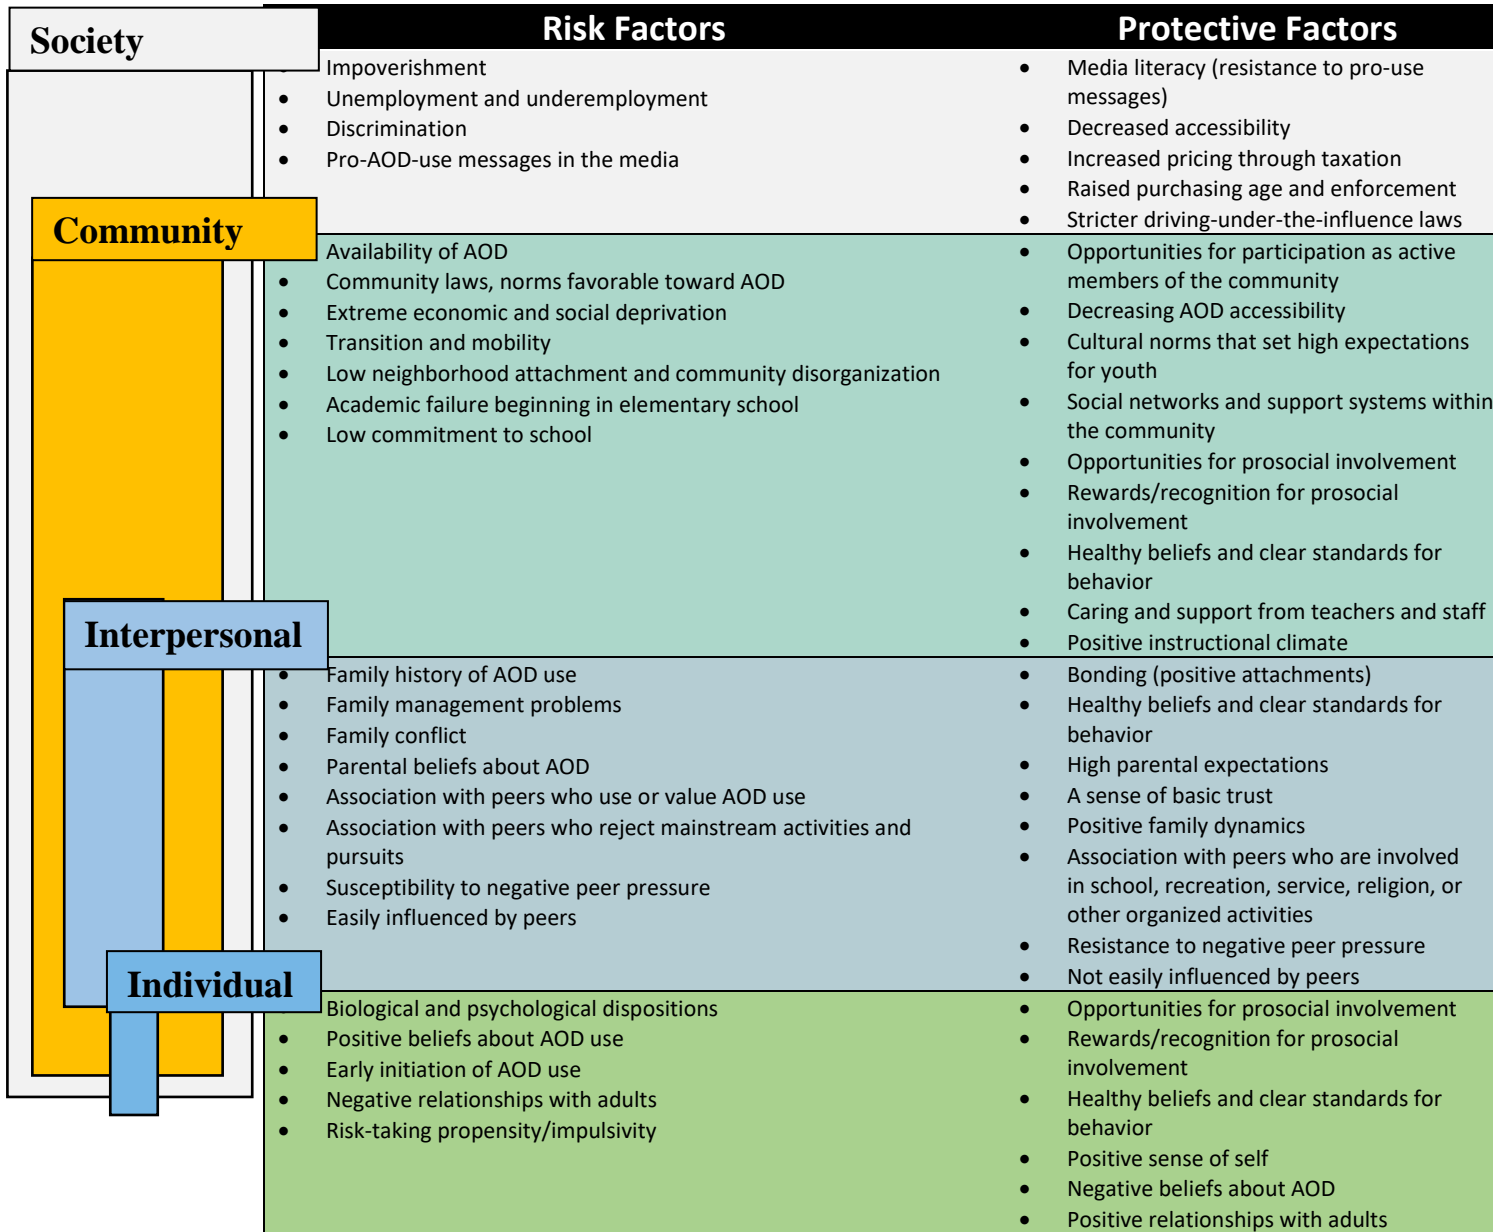 Society
Risk Factors
Protective Factors
• Impoverishment
• Unemployment and underemployment
• Discrimination
• Pro-AOD-use messages in the media
• Media literacy (resistance to pro-use
messages)
• Decreased accessibility
• Increased pricing through taxation
• Raised purchasing age and enforcement
• Stricter driving-under-the-influence laws
Community
Availability of AOD
• Community laws, norms favorable toward AOD
• Extreme economic and social deprivation
• Transition and mobility
• Low neighborhood attachment and community disorganization
• Academic failure beginning in elementary school
• Low commitment to school
• Opportunities for participation as active
members of the community
• Decreasing AOD accessibility
• Cultural norms that set high expectations
for youth
• Social networks and support systems within
the community
• Opportunities for prosocial involvement
• Rewards/recognition for prosocial
involvement
• Healthy beliefs and clear standards for
behavior
• Caring and support from teachers and staff
• Positive instructional climate
Interpersonal
• Family history of AOD use
• Family management problems
• Family conflict
• Parental beliefs about AOD
• Association with peers who use or value AOD use
• Association with peers who reject mainstream activities and
pursuits
• Susceptibility to negative peer pressure
• Easily influenced by peers
• Bonding (positive attachments)
• Healthy beliefs and clear standards for
behavior
• High parental expectations
• A sense of basic trust
• Positive family dynamics
• Association with peers who are involved
in school, recreation, service, religion, or
other organized activities
• Resistance to negative peer pressure
• Not easily influenced by peers
Individual
• Biological and psychological dispositions
• Positive beliefs about AOD use
• Early initiation of AOD use
• Negative relationships with adults
• Risk-taking propensity/impulsivity
• Opportunities for prosocial involvement
• Rewards/recognition for prosocial
involvement
• Healthy beliefs and clear standards for
behavior
• Positive sense of self
• Negative beliefs about AOD
• Positive relationships with adults